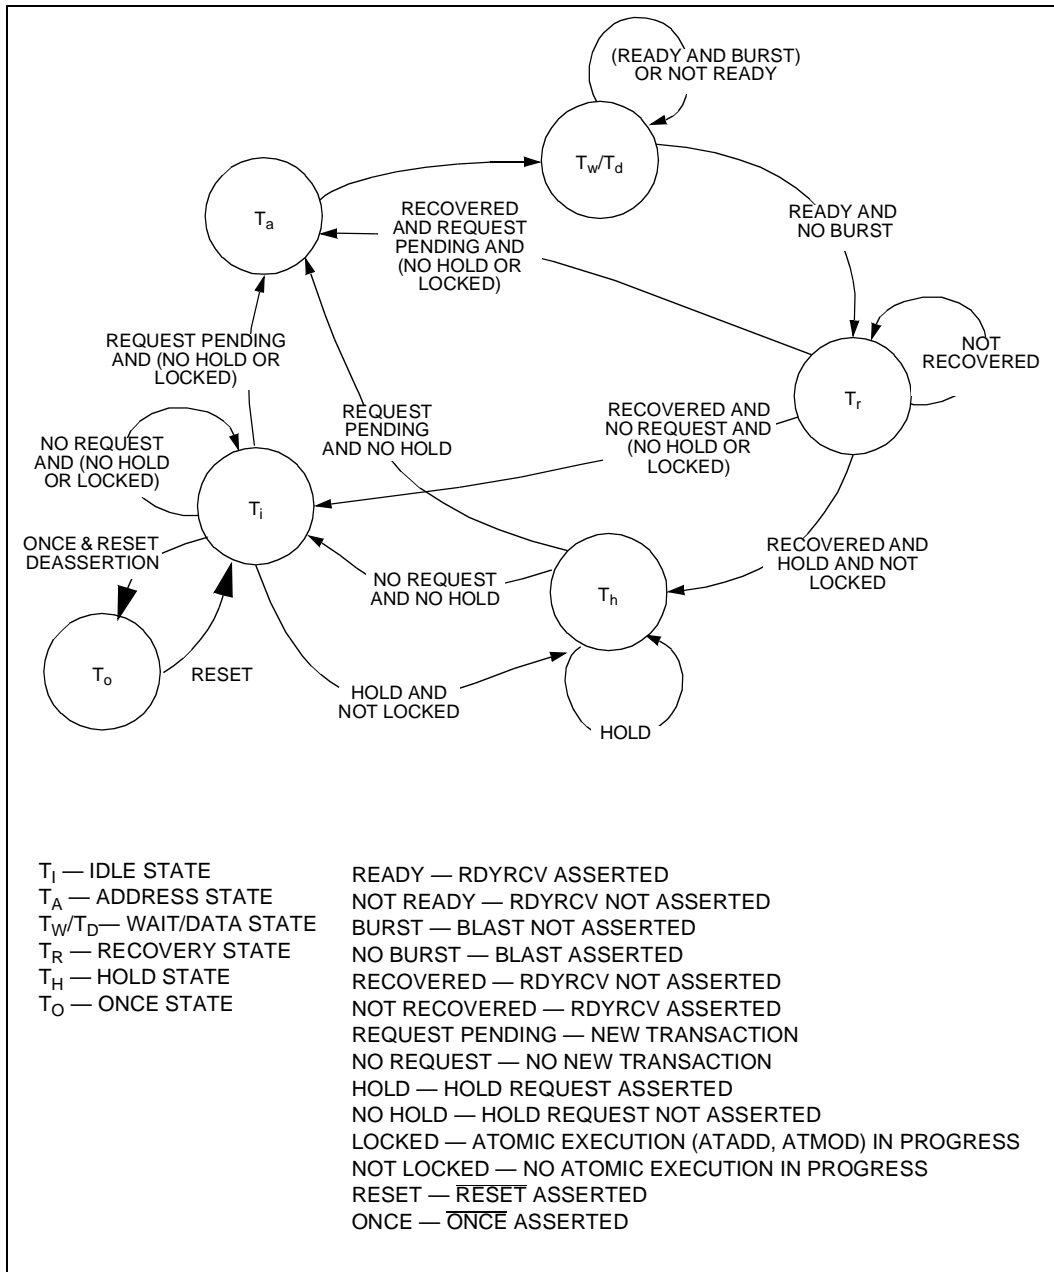 (READY AND BURST)
OR NOT READY
Tw/Td
Ta
RECOVERED
AND REQUEST
PENDING AND
(NO HOLD OR
LOCKED)
READY AND
NO BURST
REQUEST PENDING
AND (NO HOLD OR
LOCKED)
NOT
RECOVERED
Tr
REQUEST
PENDING
AND NO HOLD
RECOVERED AND
NO REQUEST AND
(NO HOLD OR
LOCKED)
NO REQUEST
AND (NO HOLD
OR LOCKED)
Ti
ONCE & RESET
DEASSERTION
NO REQUEST
AND NO HOLD
Th
RECOVERED AND
HOLD AND NOT
LOCKED
To
RESET
HOLD AND
NOT LOCKED
HOLD
TI — IDLE STATE
TA — ADDRESS STATE
TW/TD— WAIT/DATA STATE
TR — RECOVERY STATE
TH — HOLD STATE
TO — ONCE STATE
READY — RDYRCV ASSERTED
NOT READY — RDYRCV NOT ASSERTED
BURST — BLAST NOT ASSERTED
NO BURST — BLAST ASSERTED
RECOVERED — RDYRCV NOT ASSERTED
NOT RECOVERED — RDYRCV ASSERTED
REQUEST PENDING — NEW TRANSACTION
NO REQUEST — NO NEW TRANSACTION
HOLD — HOLD REQUEST ASSERTED
NO HOLD — HOLD REQUEST NOT ASSERTED
LOCKED — ATOMIC EXECUTION (ATADD, ATMOD) IN PROGRESS
NOT LOCKED — NO ATOMIC EXECUTION IN PROGRESS
RESET — RESET ASSERTED
ONCE — ONCE ASSERTED